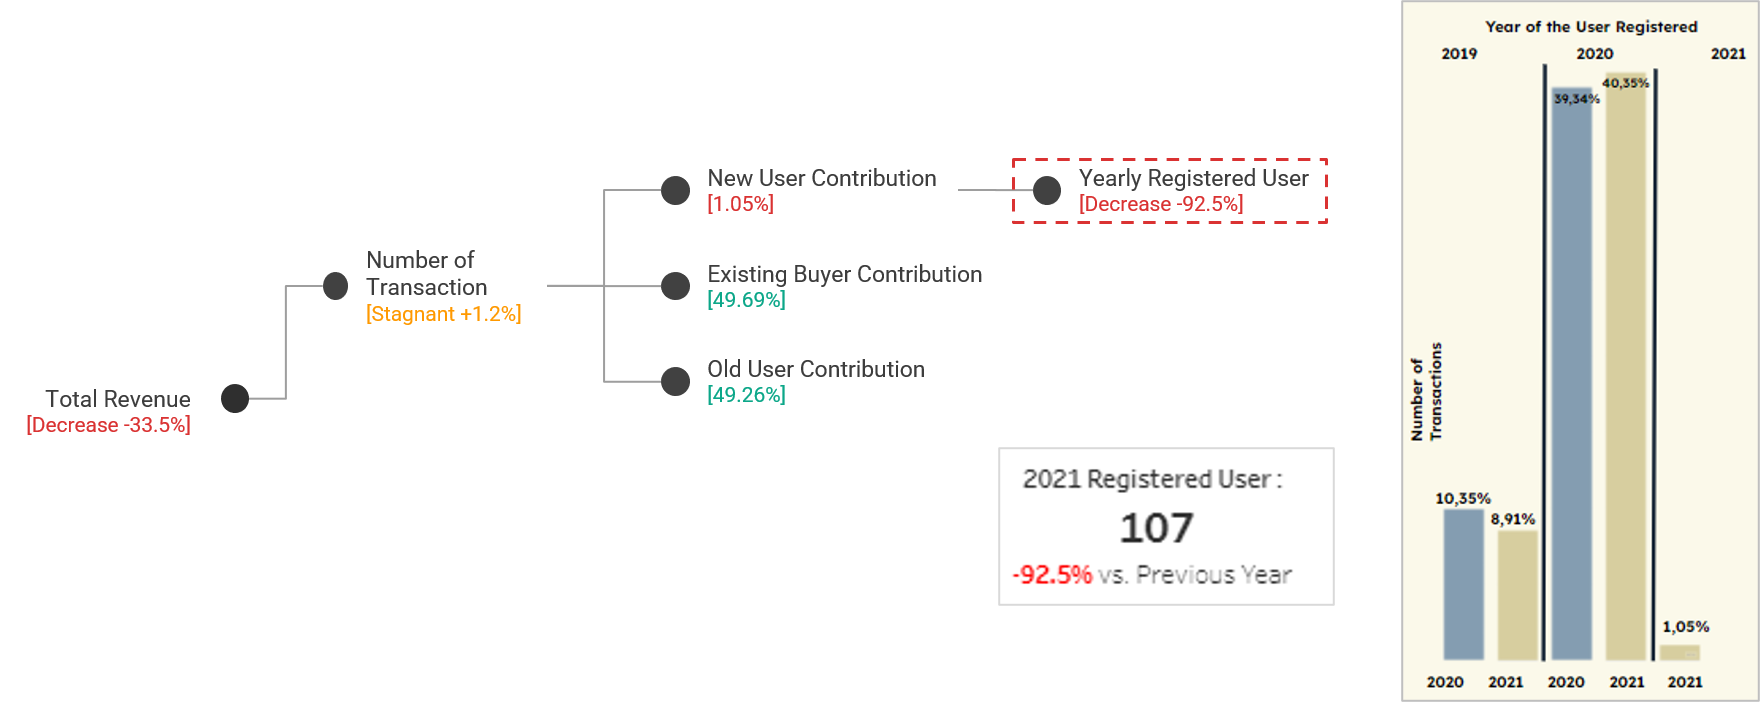 Total Revenue
[Decrease -33.5%]
Number of
Transaction
[Stagnant +1.2%]
New User Contribution
[1.05%]
Existing Buyer Contribution
[49.69%]
Old User Contribution
[49.26%]
Yearly Registered User
[Decrease -92.5%]
2021 Registered User :
107
-92.5% vs. Previous Year
Year of the User Registered
2019 2020 2021
Number of
Transactions
10,35%
8,91%
39,34%
40,35%
1,05%
2020 2021 2020 2021 2021